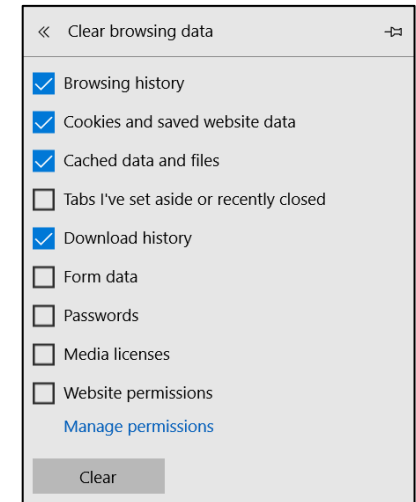 Clear browsing data
Browsing history
Cookies and saved website data
Cached data and files
Tabs I've set aside or recently closed
Download history
Form data
Passwords
Media licenses
Website permissions
Manage permissions
Clear